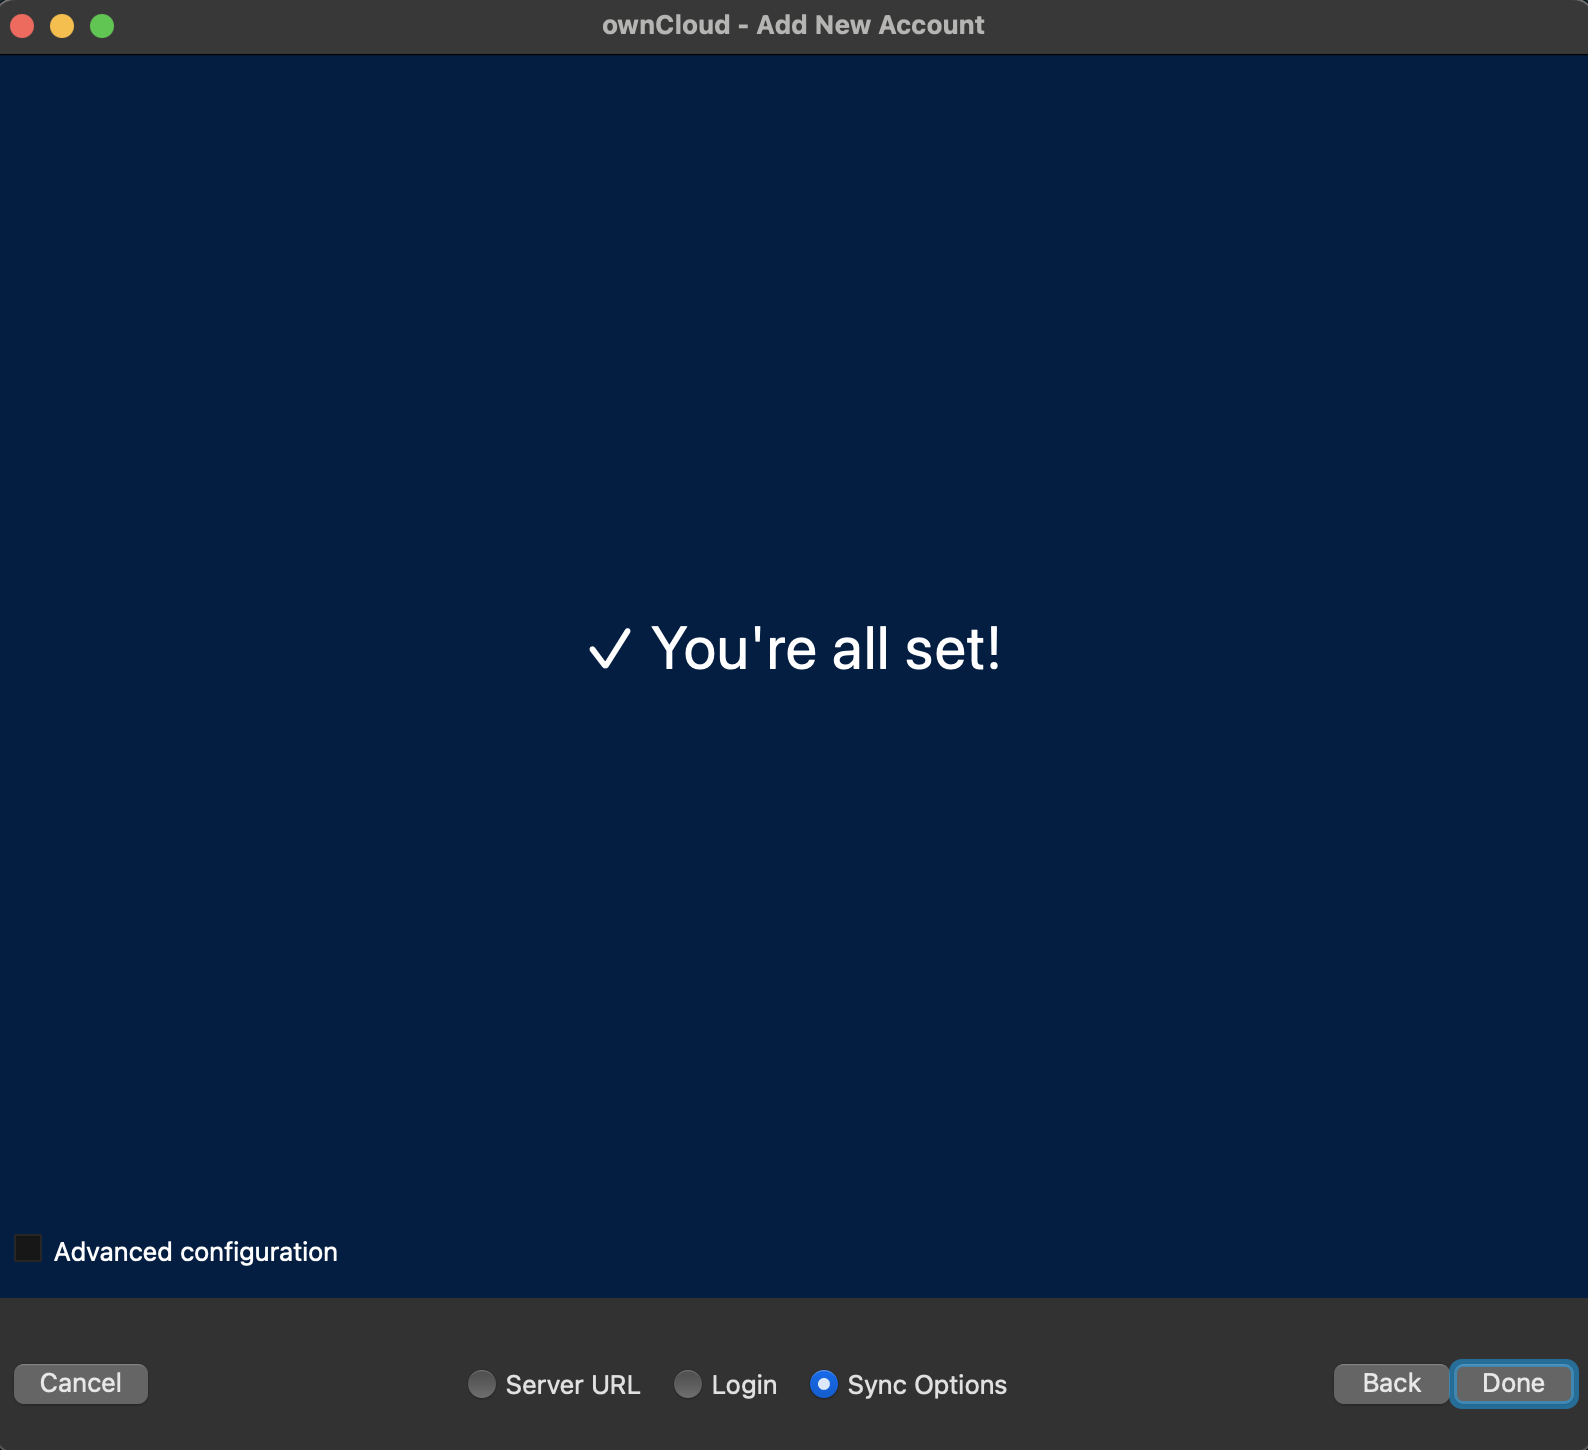 ownCloud - Add New Account
✓ You're all set!
Advanced configuration
Cancel
Server URL
Login
Sync Options
Back
Done